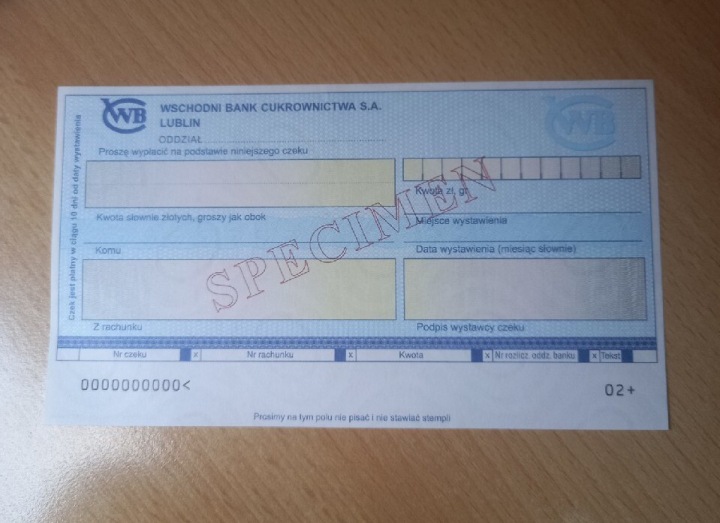 WSCHODNI BANK CUKROWNICTWA S.A.
LUBLIN
ODDZIAŁ
Proszę wypłacić na podstawie niniejszego czeku
Kwota zł, gr
Kwota słownie złotych, groszy jak obok
Miejsce wystawienia
Komu
Data wystawienia (miesiąc słownie)
Z rachunku
Podpis wystawcy czeku
Czek jest płatny w ciągu 10 dni od daty wystawienia
SPECIMEN
WB
WB
Nr czeku x Nr rachunku x Kwota x Nr rozlicz. oddz. banku x Tekst
0000000000< 02+
Prosimy na tym polu nie pisać i nie stawiać stempli